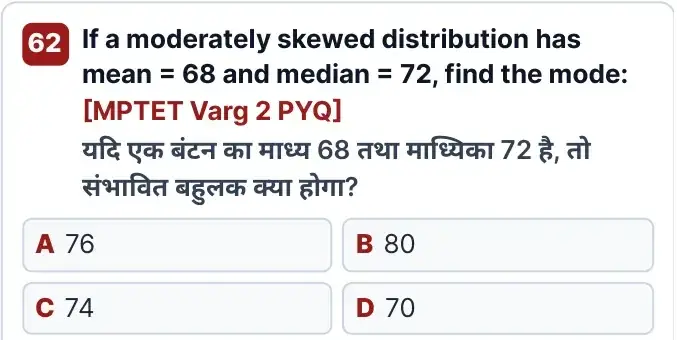 62 If a moderately skewed distribution has
mean = 68 and median = 72, find the mode:
[MPTET Varg 2 PYQ]
यदि एक बंटन का माध्य 68 तथा माध्यिका 72 है, तो
संभावित बहुलक क्या होगा?
A 76
B 80
C 74
D 70